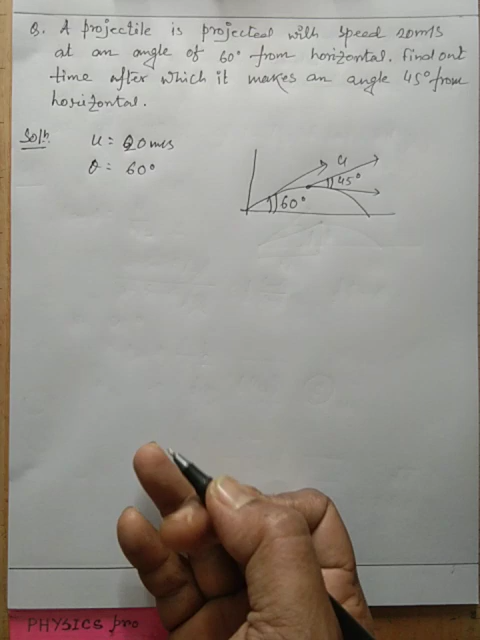 Q. A projectile is projected with speed 20m/s
at an angle of 60° from horizontal. find out
time after which it makes an angle 45° from
horizontal.
Soln.
u = 20m/s
θ = 60°
u
45°
60°
PHYSICS pro